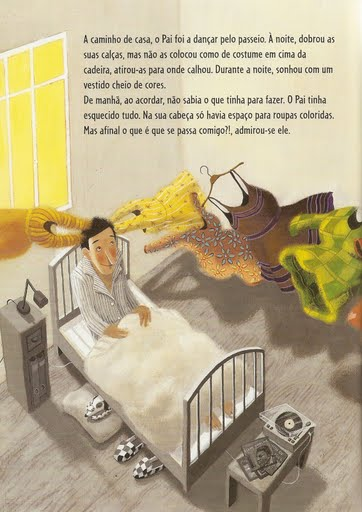 A caminho de casa, o Pai foi a dançar pelo passeio. À noite, dobrou as
suas calças, mas não as colocou como de costume em cima da
cadeira, atirou-as para onde calhou. Durante a noite, sonhou com um
vestido cheio de cores.
De manhã, ao acordar, não sabia o que tinha para fazer. O Pai tinha
esquecido tudo. Na sua cabeça só havia espaço para roupas coloridas.
Mas afinal o que é que se passa comigo?!, admirou-se ele.